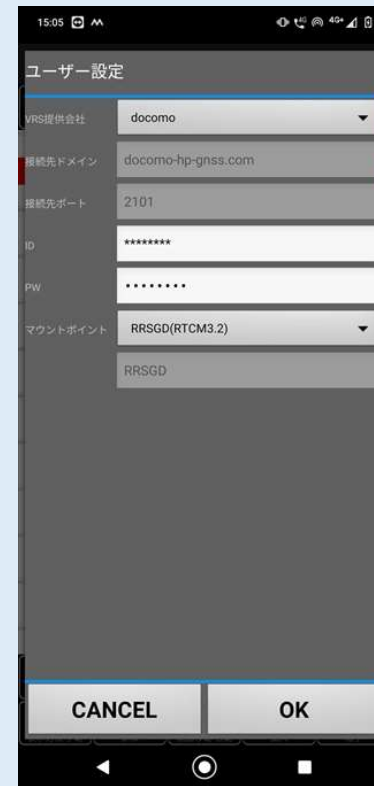 15:05 4G+
ユーザー設定
VRS提供会社 docomo
接続先ドメイン docomo-hp-gnss.com
接続先ポート 2101
ID ********
PW ••••••••
マウントポイント RRSGD(RTCM3.2)
RRSGD
CANCEL OK